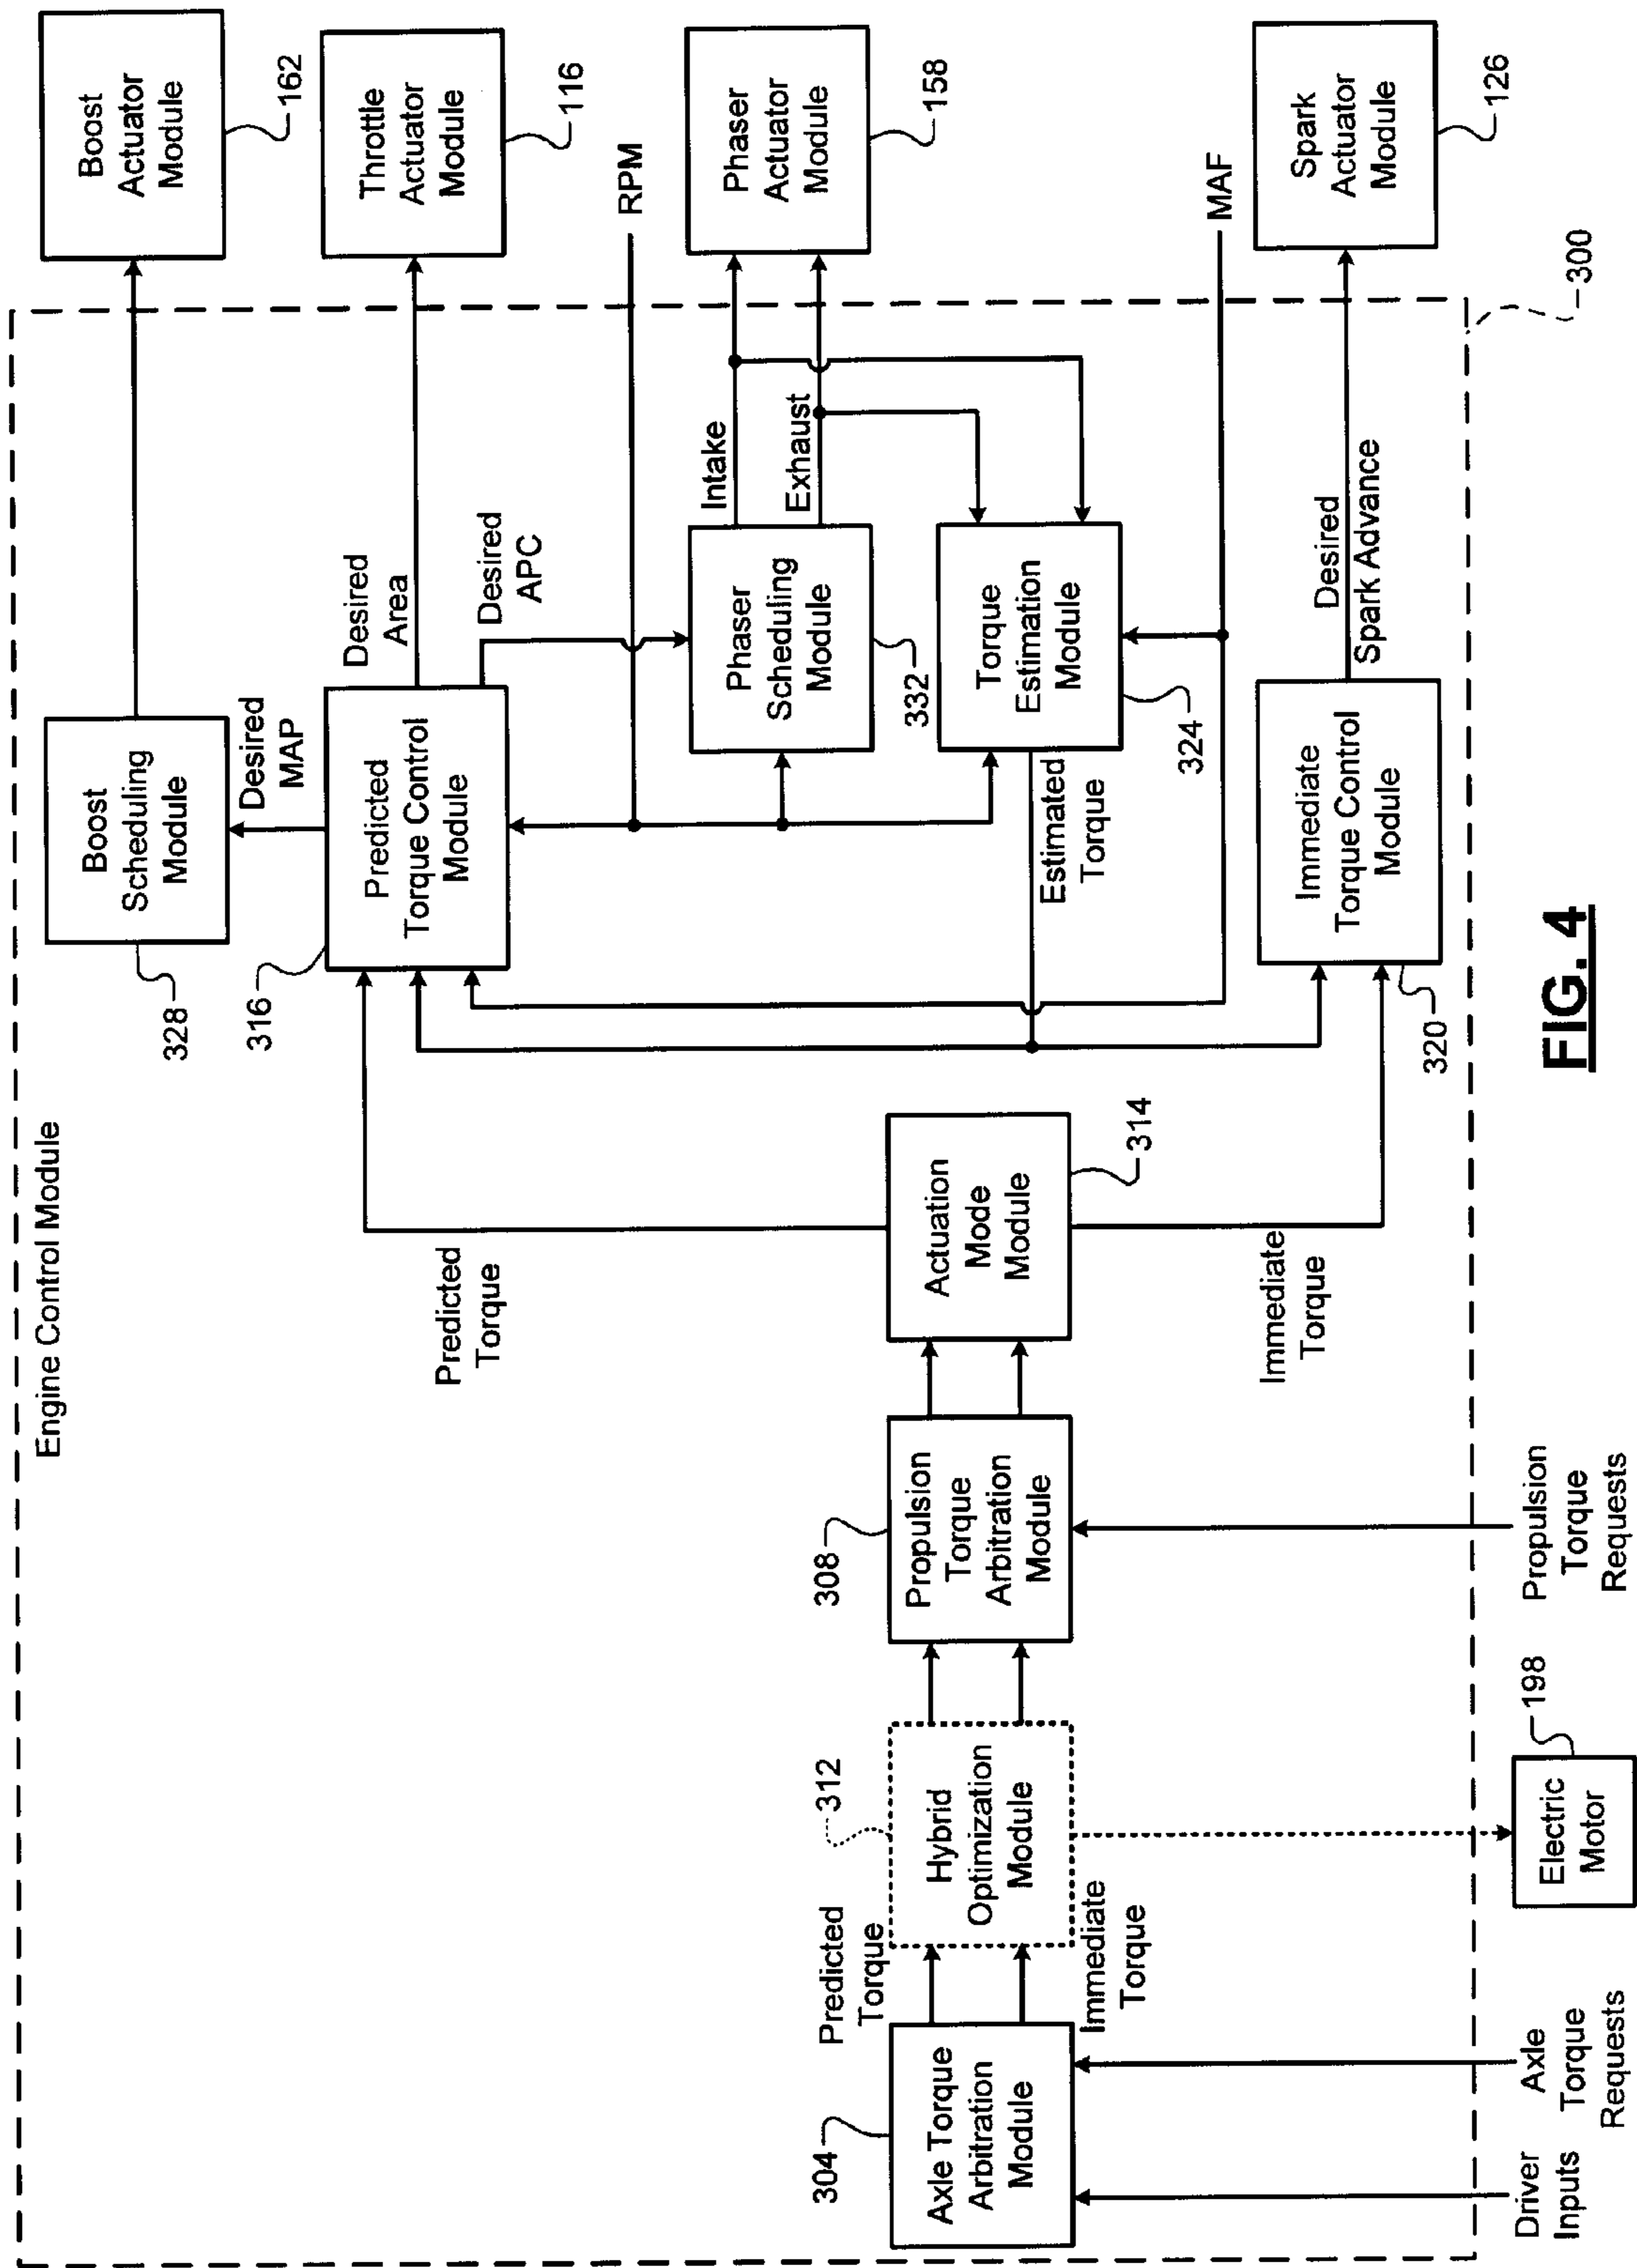 Engine Control Module
Boost
Scheduling
Module
328
Boost
Actuator
Module
162
Desired
MAP
316
Predicted
Torque Control
Module
Desired
Area
Throttle
Actuator
Module
116
Desired
APC
RPM
Predicted
Torque
Phaser
Scheduling
Module
332
Intake
Exhaust
Phaser
Actuator
Module
158
304
Axle Torque
Arbitration
Module
Predicted
Torque
Immediate
Torque
312
Hybrid
Optimization
Module
308
Propulsion
Torque
Arbitration
Module
Actuation
Mode
Module
314
Estimated
Torque
Torque
Estimation
Module
324
MAF
Immediate
Torque
Immediate
Torque Control
Module
320
Desired
Spark Advance
Spark
Actuator
Module
126
300
Driver
Inputs
Axle
Torque
Requests
Electric
Motor
198
Propulsion
Torque
Requests
FIG. 4